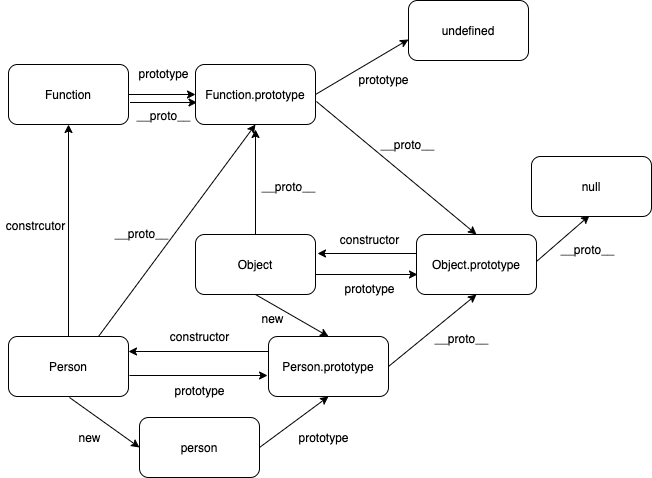 undefined
prototype
prototype
Function
Function.prototype
__proto__
__proto__
null
constrcutor
__proto__
__proto__
constructor
__proto__
Object
Object.prototype
prototype
new
constructor
__proto__
Person
Person.prototype
prototype
new
person
prototype